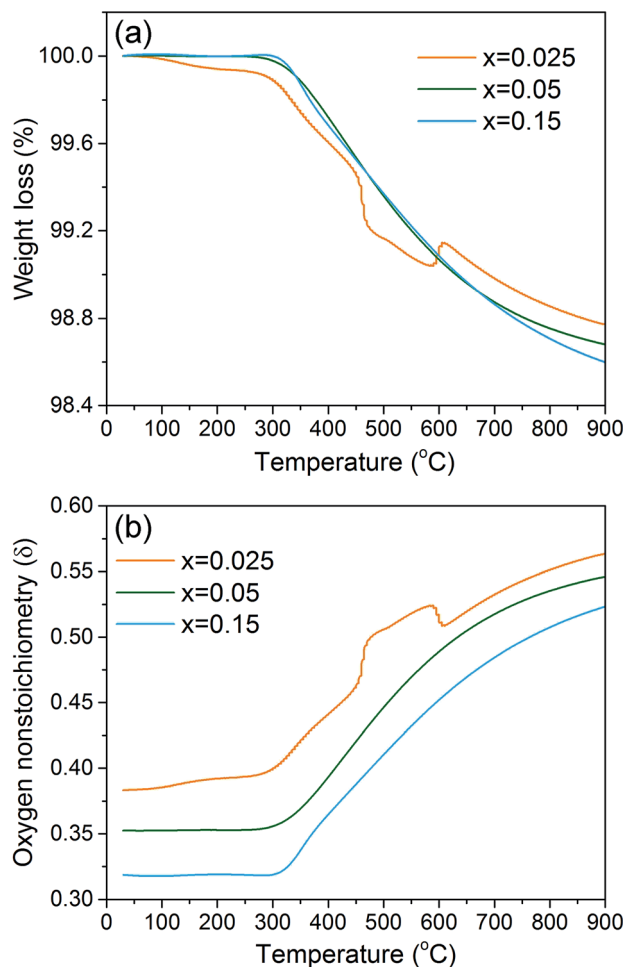 (a)
x=0.025
x=0.05
x=0.15
Weight loss (%)
100.0
99.6
99.2
98.8
98.4
0 100 200 300 400 500 600 700 800 900
Temperature (°C)
(b)
x=0.025
x=0.05
x=0.15
Oxygen nonstoichiometry (δ)
0.60
0.55
0.50
0.45
0.40
0.35
0.30
0 100 200 300 400 500 600 700 800 900
Temperature (°C)